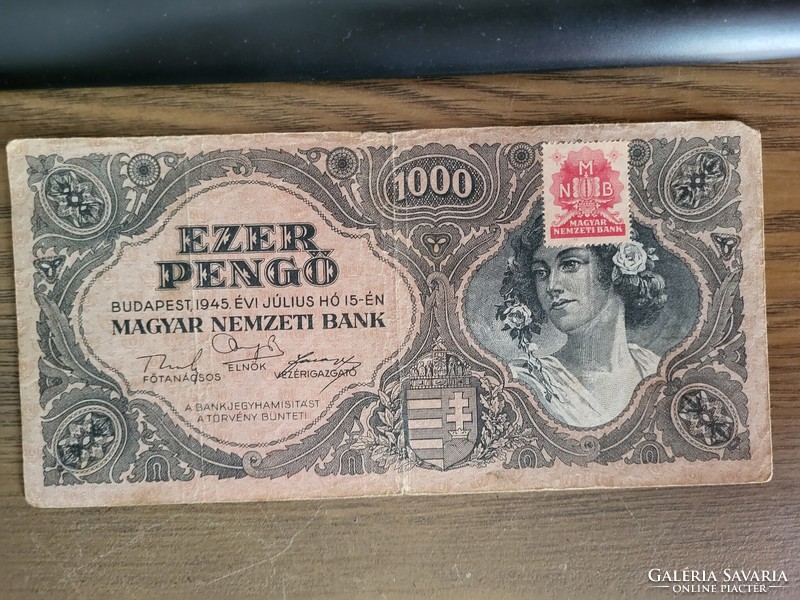 1000
M
N B
MAGYAR
NEMZETI BANK
EZER
PENGŐ
BUDAPEST, 1945. ÉVI JÚLIUS HÓ 15-ÉN
MAGYAR NEMZETI BANK
FŐTANÁCSOS
ELNÖK
VEZÉRIGAZGATÓ
A BANKJEGYHAMISÍTÁST
A TÖRVÉNY BÜNTETI
GALÉRIA SAVARIA
ONLINE PIACTÉR